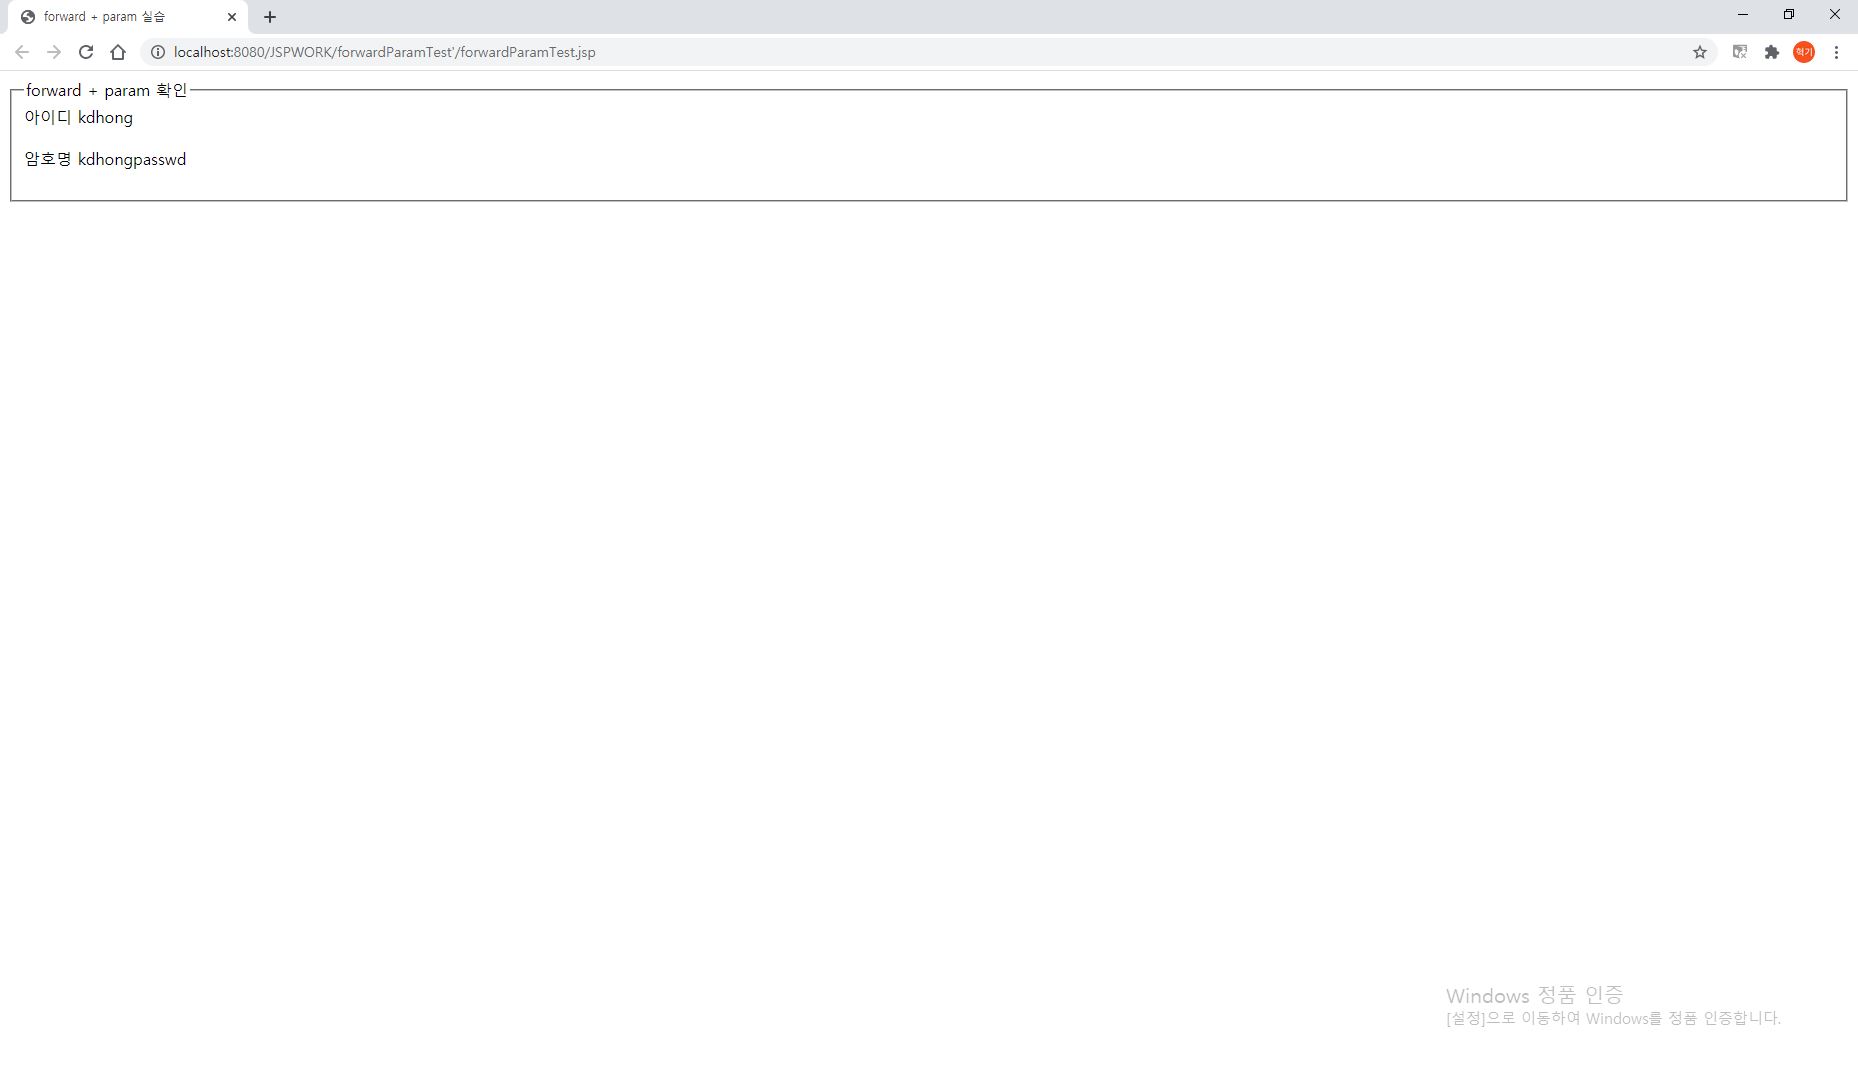 forward + param 실습
localhost:8080/JSPWORK/forwardParamTest'/forwardParamTest.jsp
혁기
forward + param 확인
아이디 kdhong
암호명 kdhongpasswd
Windows 정품 인증
[설정]으로 이동하여 Windows를 정품 인증합니다.